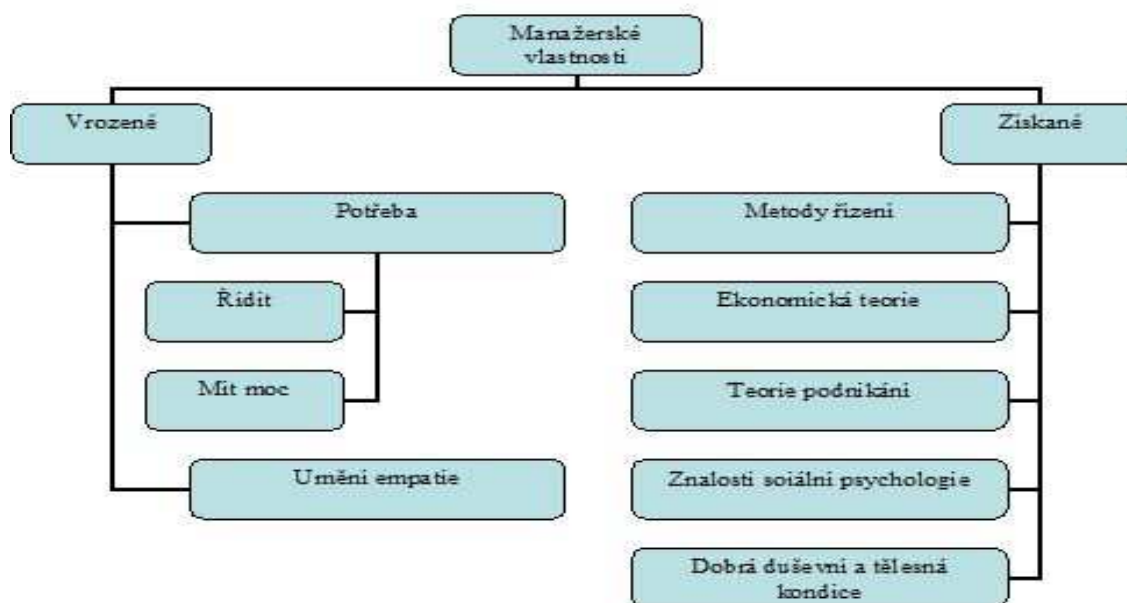 Manažerské
vlastnosti
Vrozené
Získané
Potřeba
Metody řízení
Řídit
Ekonomická teorie
Mít moc
Teorie podnikání
Umění empatie
Znalosti soiální psychologie
Dobrá duševní a tělesná
kondice